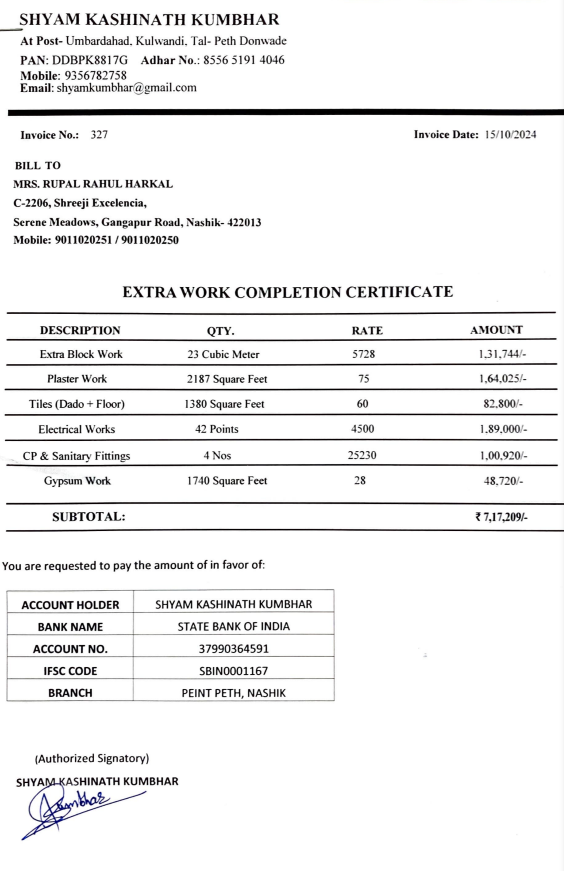 SHYAM KASHINATH KUMBHAR
At Post- Umbardahad, Kulwandi, Tal- Peth Donwade
PAN: DDBPK8817G Adhar No.: 8556 5191 4046
Mobile: 9356782758
Email: shyamkumbhar@gmail.com
Invoice No.: 327 Invoice Date: 15/10/2024
BILL TO
MRS. RUPAL RAHUL HARKAL
C-2206, Shreeji Excelencia,
Serene Meadows, Gangapur Road, Nashik- 422013
Mobile: 9011020251 / 9011020250
EXTRA WORK COMPLETION CERTIFICATE
DESCRIPTION QTY. RATE AMOUNT
Extra Block Work 23 Cubic Meter 5728 1,31,744/-
Plaster Work 2187 Square Feet 75 1,64,025/-
Tiles (Dado + Floor) 1380 Square Feet 60 82,800/-
Electrical Works 42 Points 4500 1,89,000/-
CP & Sanitary Fittings 4 Nos 25230 1,00,920/-
Gypsum Work 1740 Square Feet 28 48,720/-
SUBTOTAL: ₹ 7,17,209/-
You are requested to pay the amount of in favor of:
ACCOUNT HOLDER SHYAM KASHINATH KUMBHAR
BANK NAME STATE BANK OF INDIA
ACCOUNT NO. 37990364591
IFSC CODE SBIN0001167
BRANCH PEINT PETH, NASHIK
(Authorized Signatory)
SHYAM KASHINATH KUMBHAR